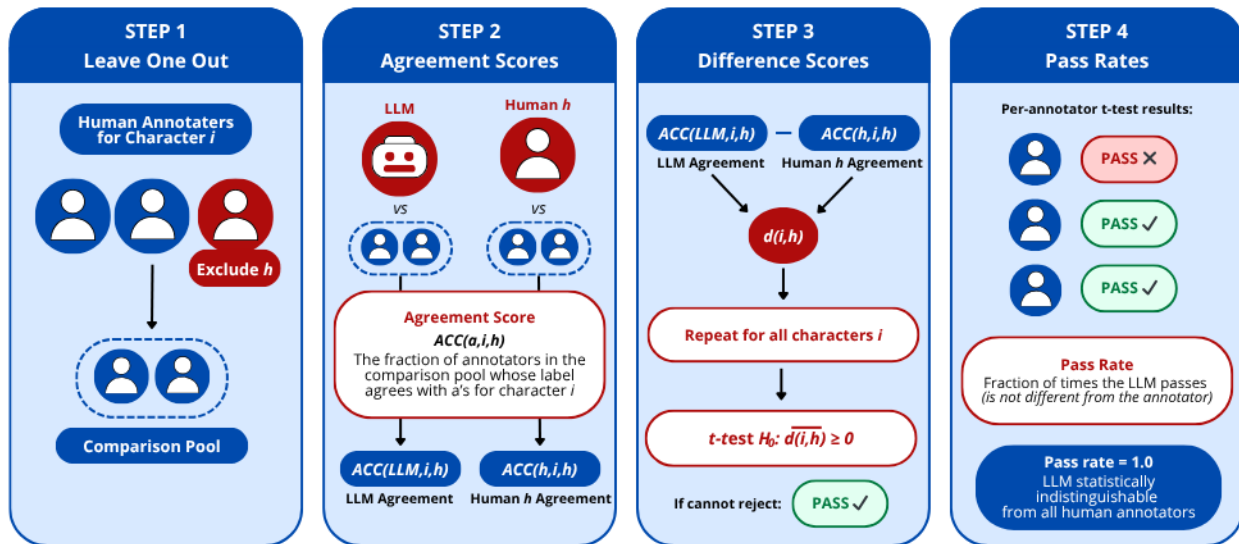 STEP 1
Leave One Out
Human Annotaters
for Character i
Exclude h
Comparison Pool
STEP 2
Agreement Scores
LLM
Human h
vs
vs
Agreement Score
ACC(a,i,h)
The fraction of annotators in the
comparison pool whose label
agrees with a's for character i
ACC(LLM,i,h)
ACC(h,i,h)
LLM Agreement
Human h Agreement
STEP 3
Difference Scores
ACC(LLM,i,h) — ACC(h,i,h)
LLM Agreement
Human h Agreement
d(i,h)
Repeat for all characters i
t-test H₀: d̅(̅i̅,̅h̅)̅ ≥ 0
If cannot reject: PASS ✓
STEP 4
Pass Rates
Per-annotator t-test results:
PASS ✕
PASS ✓
PASS ✓
Pass Rate
Fraction of times the LLM passes
(is not different from the annotator)
Pass rate = 1.0
LLM statistically
indistinguishable
from all human annotators